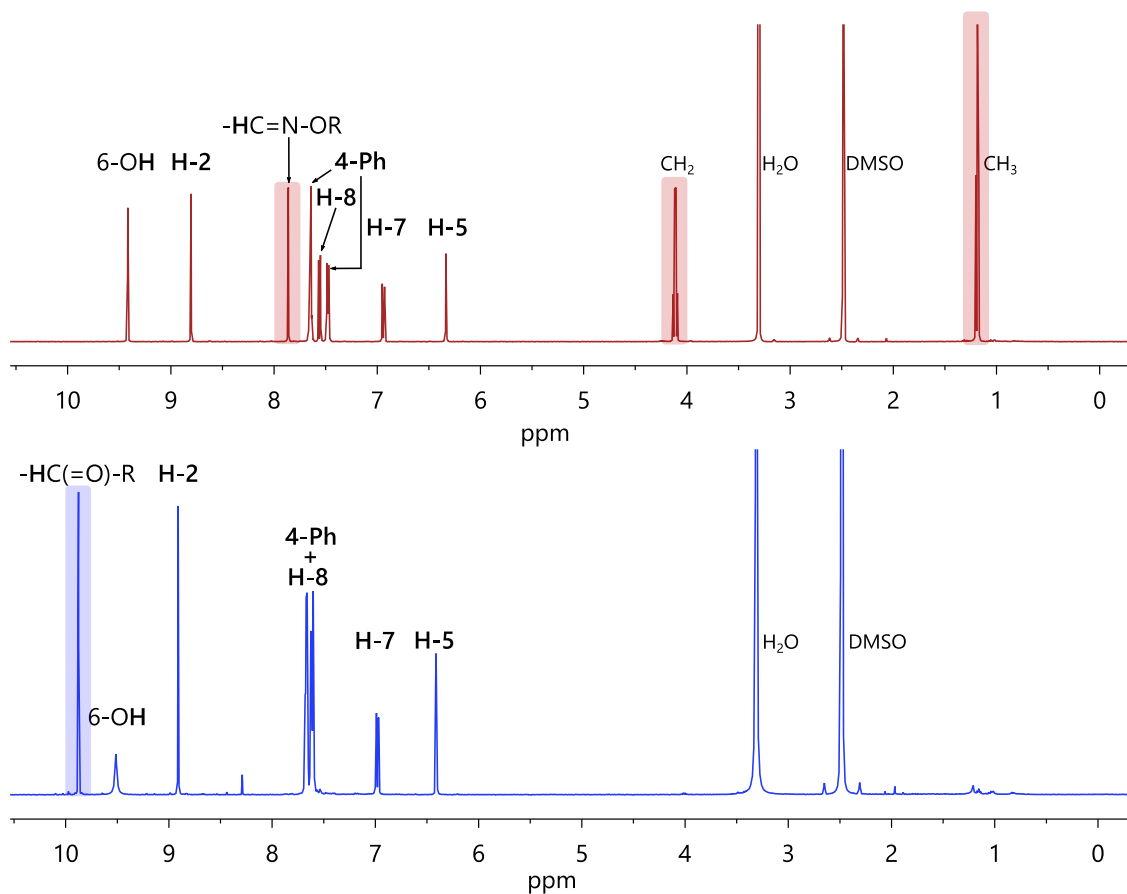 -HC=N-OR
6-OH H-2 4-Ph CH₂ H₂O DMSO CH₃
H-8
H-7 H-5
10 9 8 7 6 5 4 3 2 1 0
ppm
-HC(=O)-R H-2
4-Ph
+
H-8
H-7 H-5 H₂O DMSO
6-OH
10 9 8 7 6 5 4 3 2 1 0
ppm